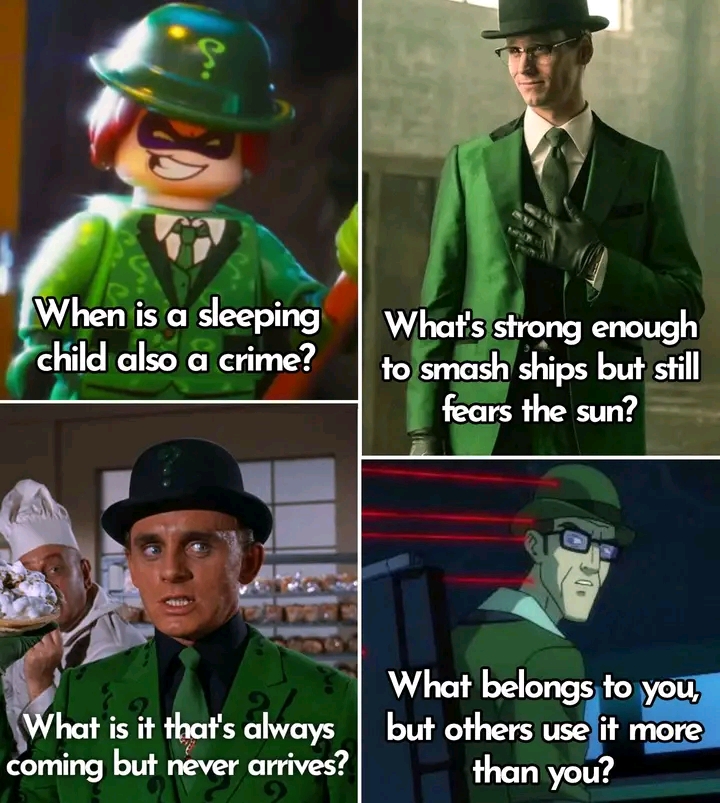 ?
When is a sleeping
child also a crime?
What's strong enough
to smash ships but still
fears the sun?
?
What is it that's always
coming but never arrives?
What belongs to you,
but others use it more
than you?